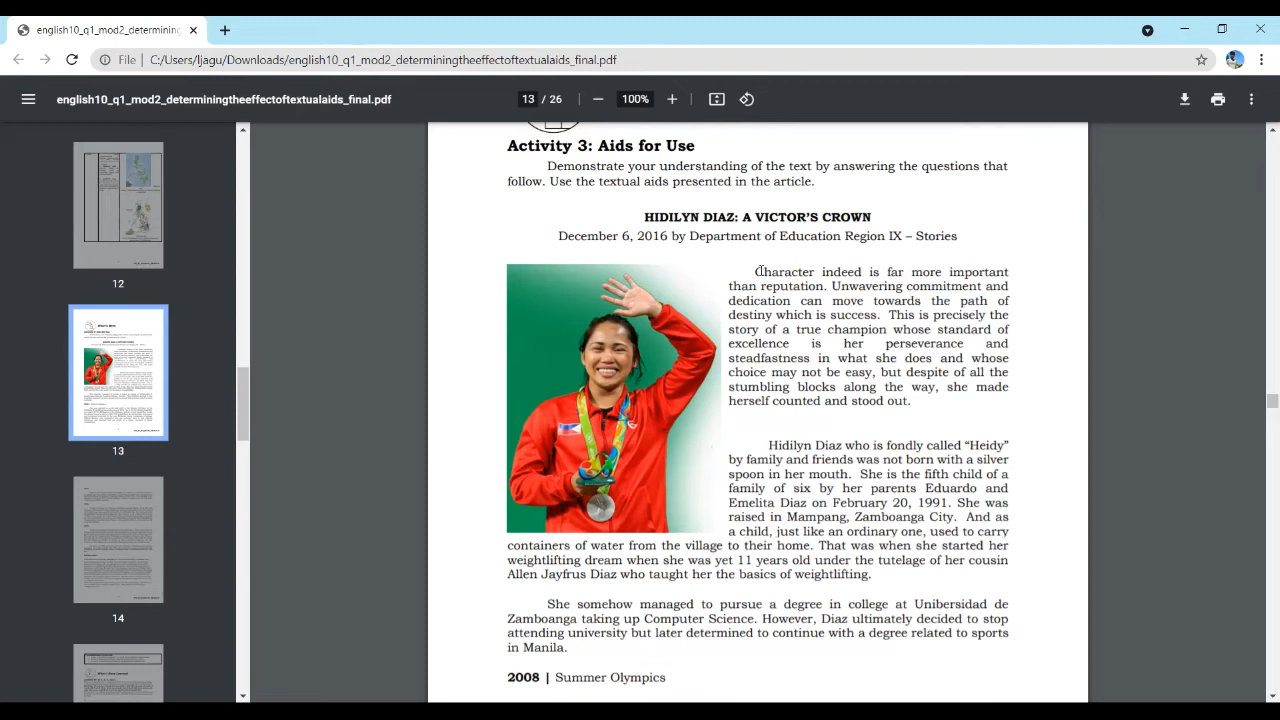 english10_q1_mod2_determining
File | C:/Users/ljagu/Downloads/english10_q1_mod2_determiningtheeffectoftextualaids_final.pdf
english10_q1_mod2_determiningtheeffectoftextualaids_final.pdf
13 / 26
100%
12
13
14
Activity 3: Aids for Use
Demonstrate your understanding of the text by answering the questions that
follow. Use the textual aids presented in the article.
HIDILYN DIAZ: A VICTOR'S CROWN
December 6, 2016 by Department of Education Region IX – Stories
Character indeed is far more important
than reputation. Unwavering commitment and
dedication can move towards the path of
destiny which is success. This is precisely the
story of a true champion whose standard of
excellence is her perseverance and
steadfastness in what she does and whose
choice may not be easy, but despite of all the
stumbling blocks along the way, she made
herself counted and stood out.
Hidilyn Diaz who is fondly called “Heidy”
by family and friends was not born with a silver
spoon in her mouth. She is the fifth child of a
family of six by her parents Eduardo and
Emelita Diaz on February 20, 1991. She was
raised in Mampang, Zamboanga City. And as
a child, just like an ordinary one, used to carry
containers of water from the village to their home. That was when she started her
weightlifting dream when she was yet 11 years old under the tutelage of her cousin
Allen Jayfrus Diaz who taught her the basics of weightlifting.
She somehow managed to pursue a degree in college at Unibersidad de
Zamboanga taking up Computer Science. However, Diaz ultimately decided to stop
attending university but later determined to continue with a degree related to sports
in Manila.
2008 | Summer Olympics